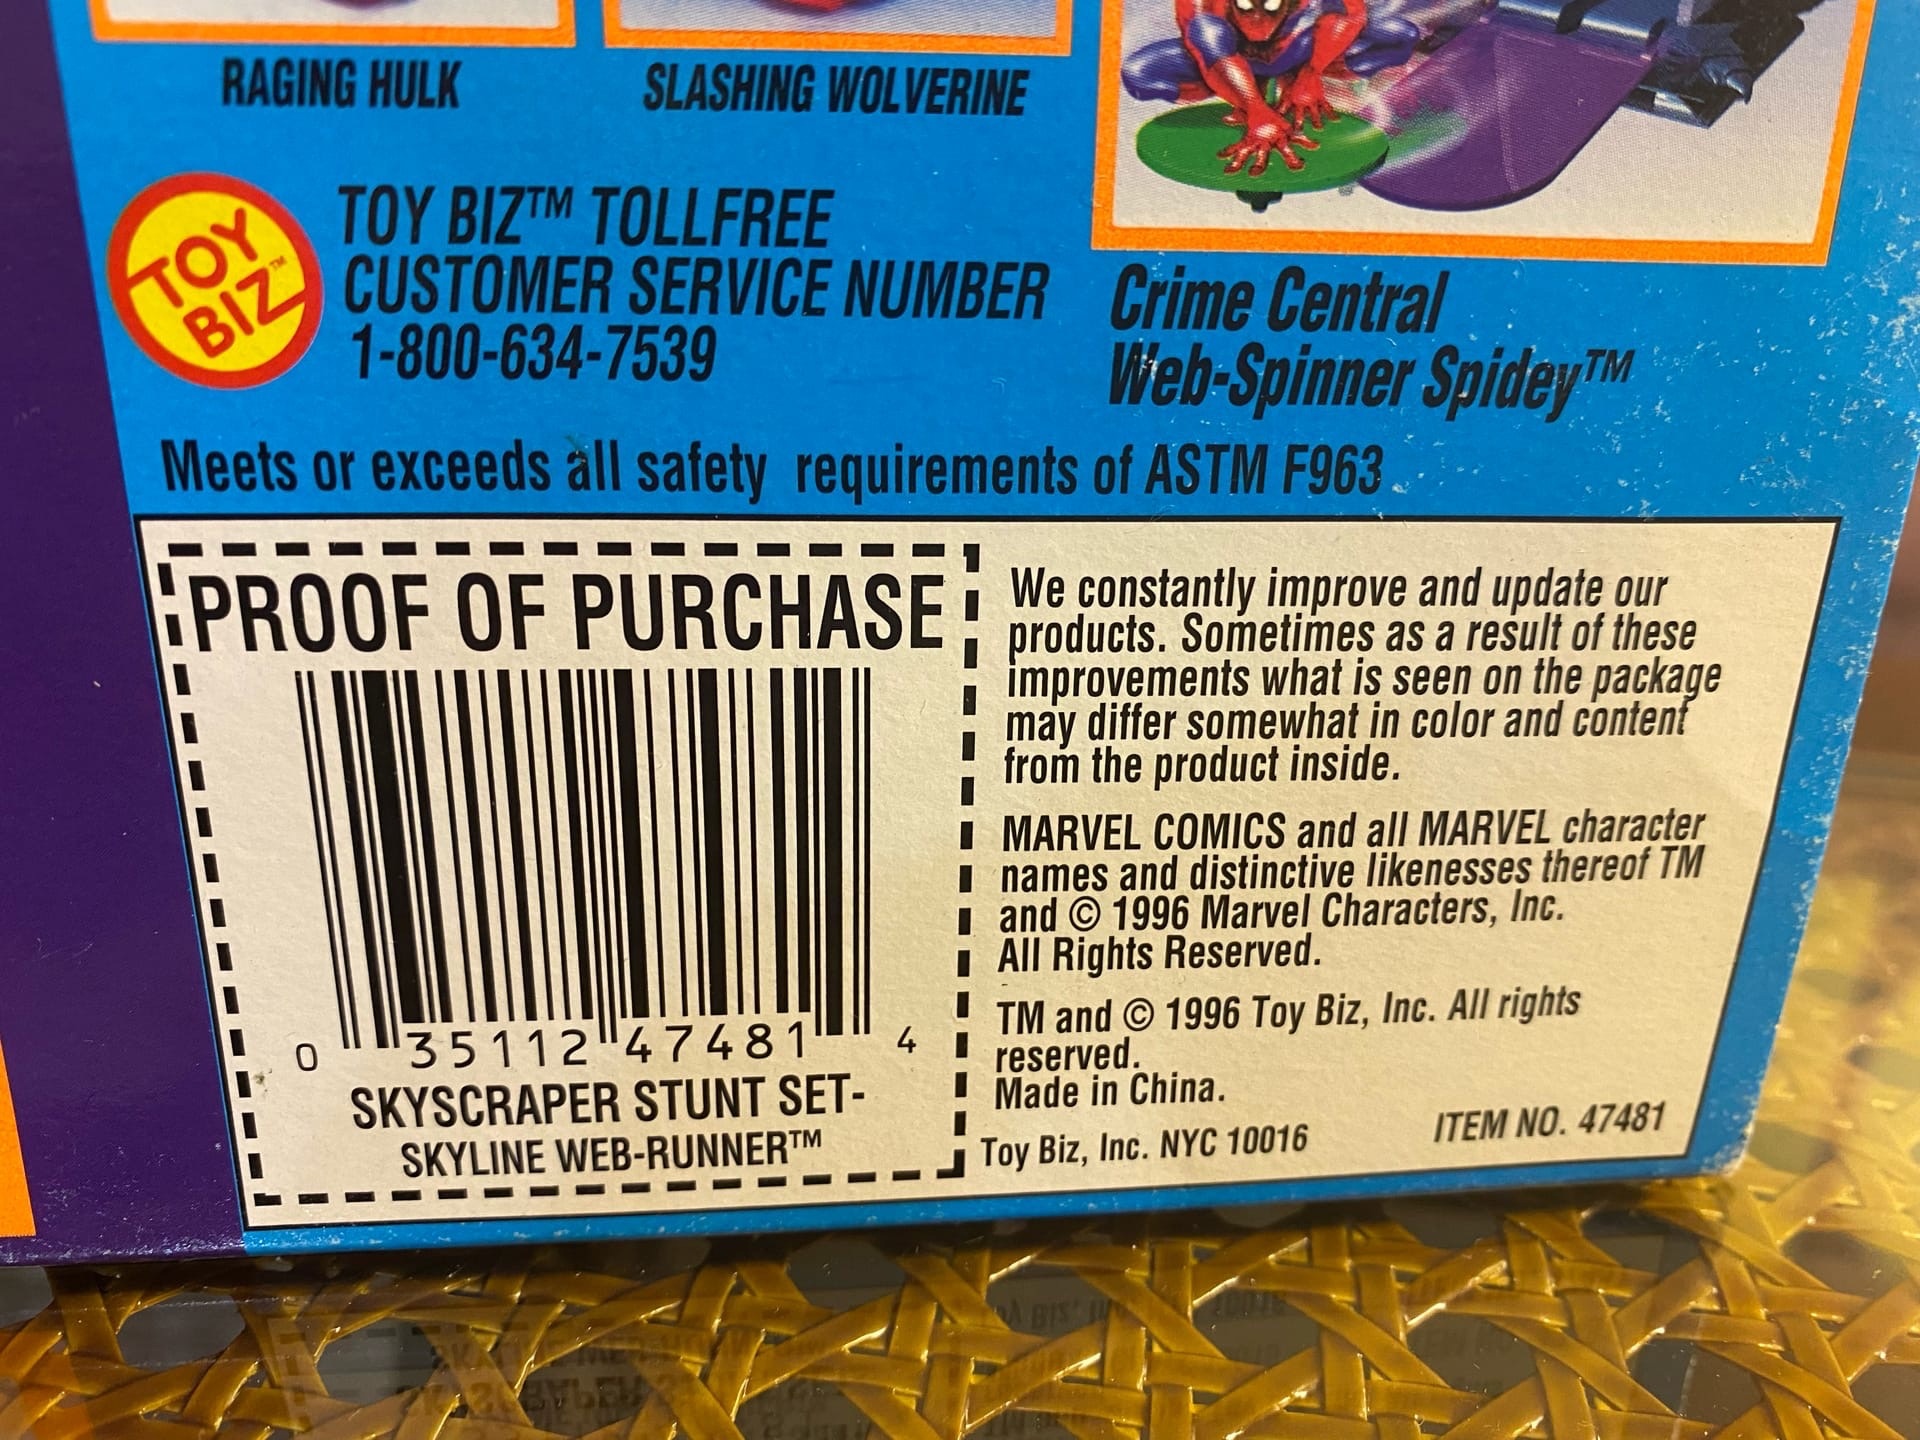 RAGING HULK
SLASHING WOLVERINE
TOY
BIZ™
TOY BIZ™ TOLLFREE
CUSTOMER SERVICE NUMBER
1-800-634-7539
Crime Central
Web-Spinner Spidey™
Meets or exceeds all safety requirements of ASTM F963
PROOF OF PURCHASE
0 35112 47481 4
SKYSCRAPER STUNT SET-
SKYLINE WEB-RUNNER™
We constantly improve and update our
products. Sometimes as a result of these
improvements what is seen on the package
may differ somewhat in color and content
from the product inside.
MARVEL COMICS and all MARVEL character
names and distinctive likenesses thereof TM
and © 1996 Marvel Characters, Inc.
All Rights Reserved.
TM and © 1996 Toy Biz, Inc. All rights
reserved.
Made in China.
Toy Biz, Inc. NYC 10016
ITEM NO. 47481